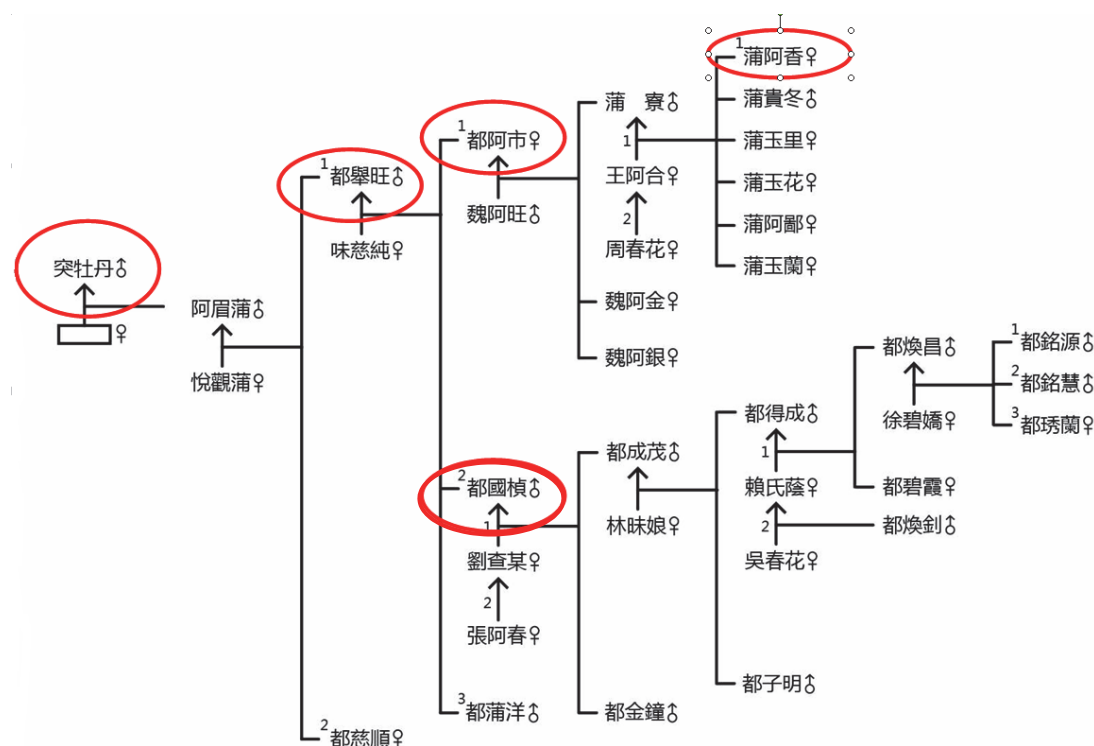 突牡丹♂
♀
阿眉蒲♂
悅觀蒲♀
1都舉旺♂
味慈純♀
2都慈順♀
1都阿市♀
魏阿旺♂
2都國楨♂
1
劉查某♀
2
張阿春♀
3都蒲洋♂
蒲 寮♂
1
王阿合♀
2
周春花♀
魏阿金♀
魏阿銀♀
都成茂♂
林昧娘♀
都金鐘♂
1蒲阿香♀
蒲貴冬♂
蒲玉里♀
蒲玉花♀
蒲阿鄙♀
蒲玉蘭♀
都得成♂
1
賴氏蔭♀
2
吳春花♀
都子明♂
都煥昌♂
徐碧嬌♀
都碧霞♀
都煥釗♂
1都銘源♂
2都銘慧♂
3都琇蘭♀